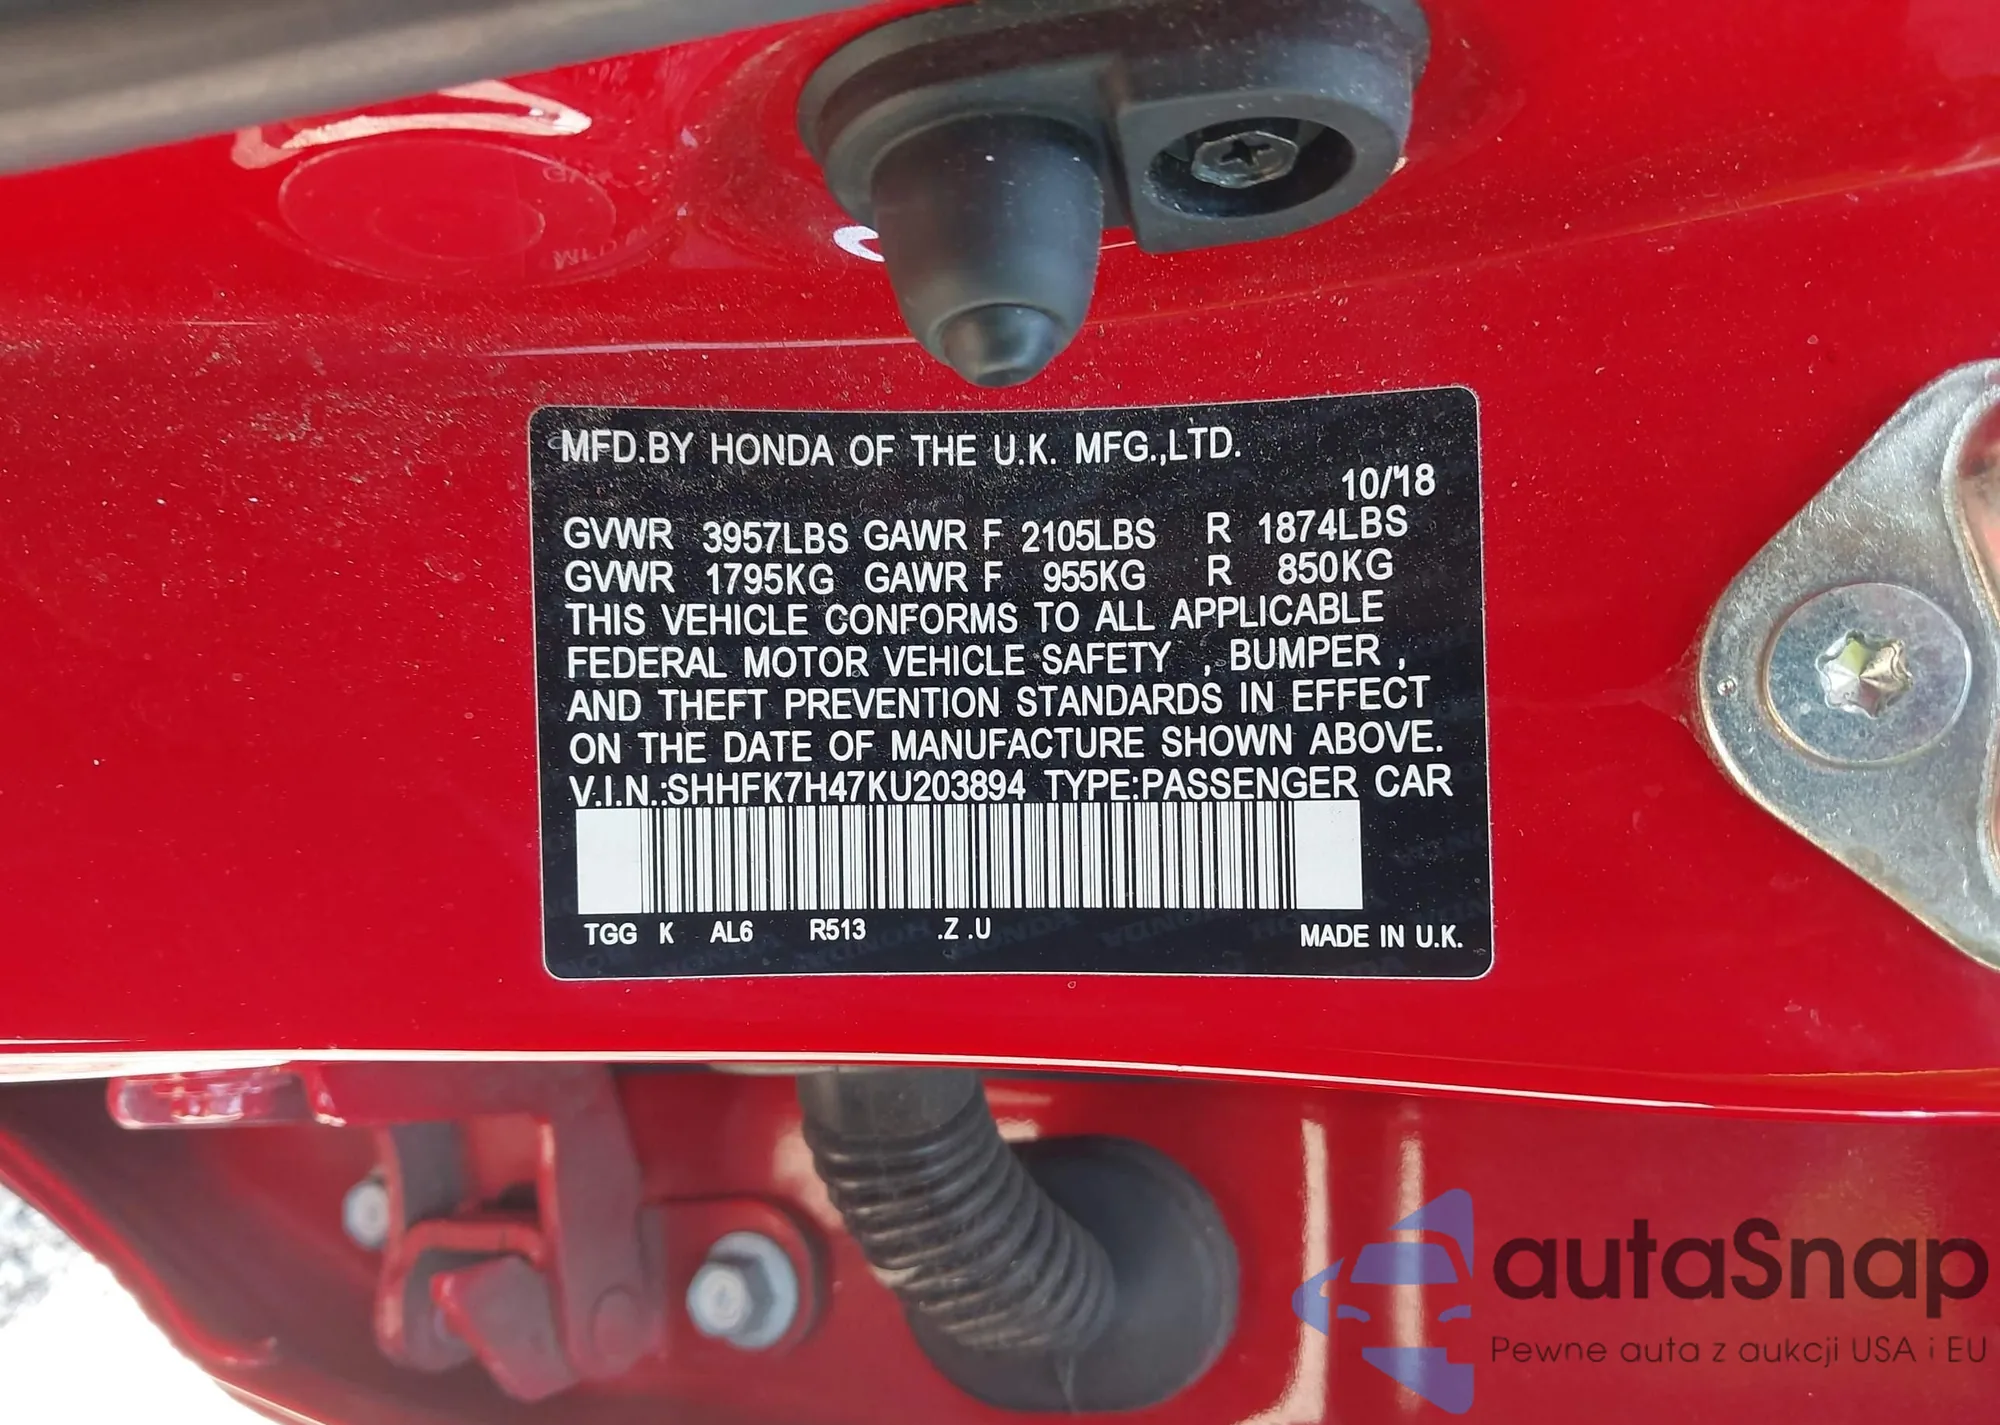 MFD.BY HONDA OF THE U.K. MFG.,LTD.
10/'18
GVWR 3957LBS GAWR F 2105LBS R 1874LBS
GVWR 1795KG GAWR F 955KG R 850KG
THIS VEHICLE CONFORMS TO ALL APPLICABLE
FEDERAL MOTOR VEHICLE SAFETY , BUMPER ,
AND THEFT PREVENTION STANDARDS IN EFFECT
ON THE DATE OF MANUFACTURE SHOWN ABOVE.
V.I.N.:SHHFK7H47KU203894 TYPE:PASSENGER CAR
TGG K AL6 R513 .Z .U MADE IN U.K.
autaSnap
Pewne auta z aukcji USA i EU